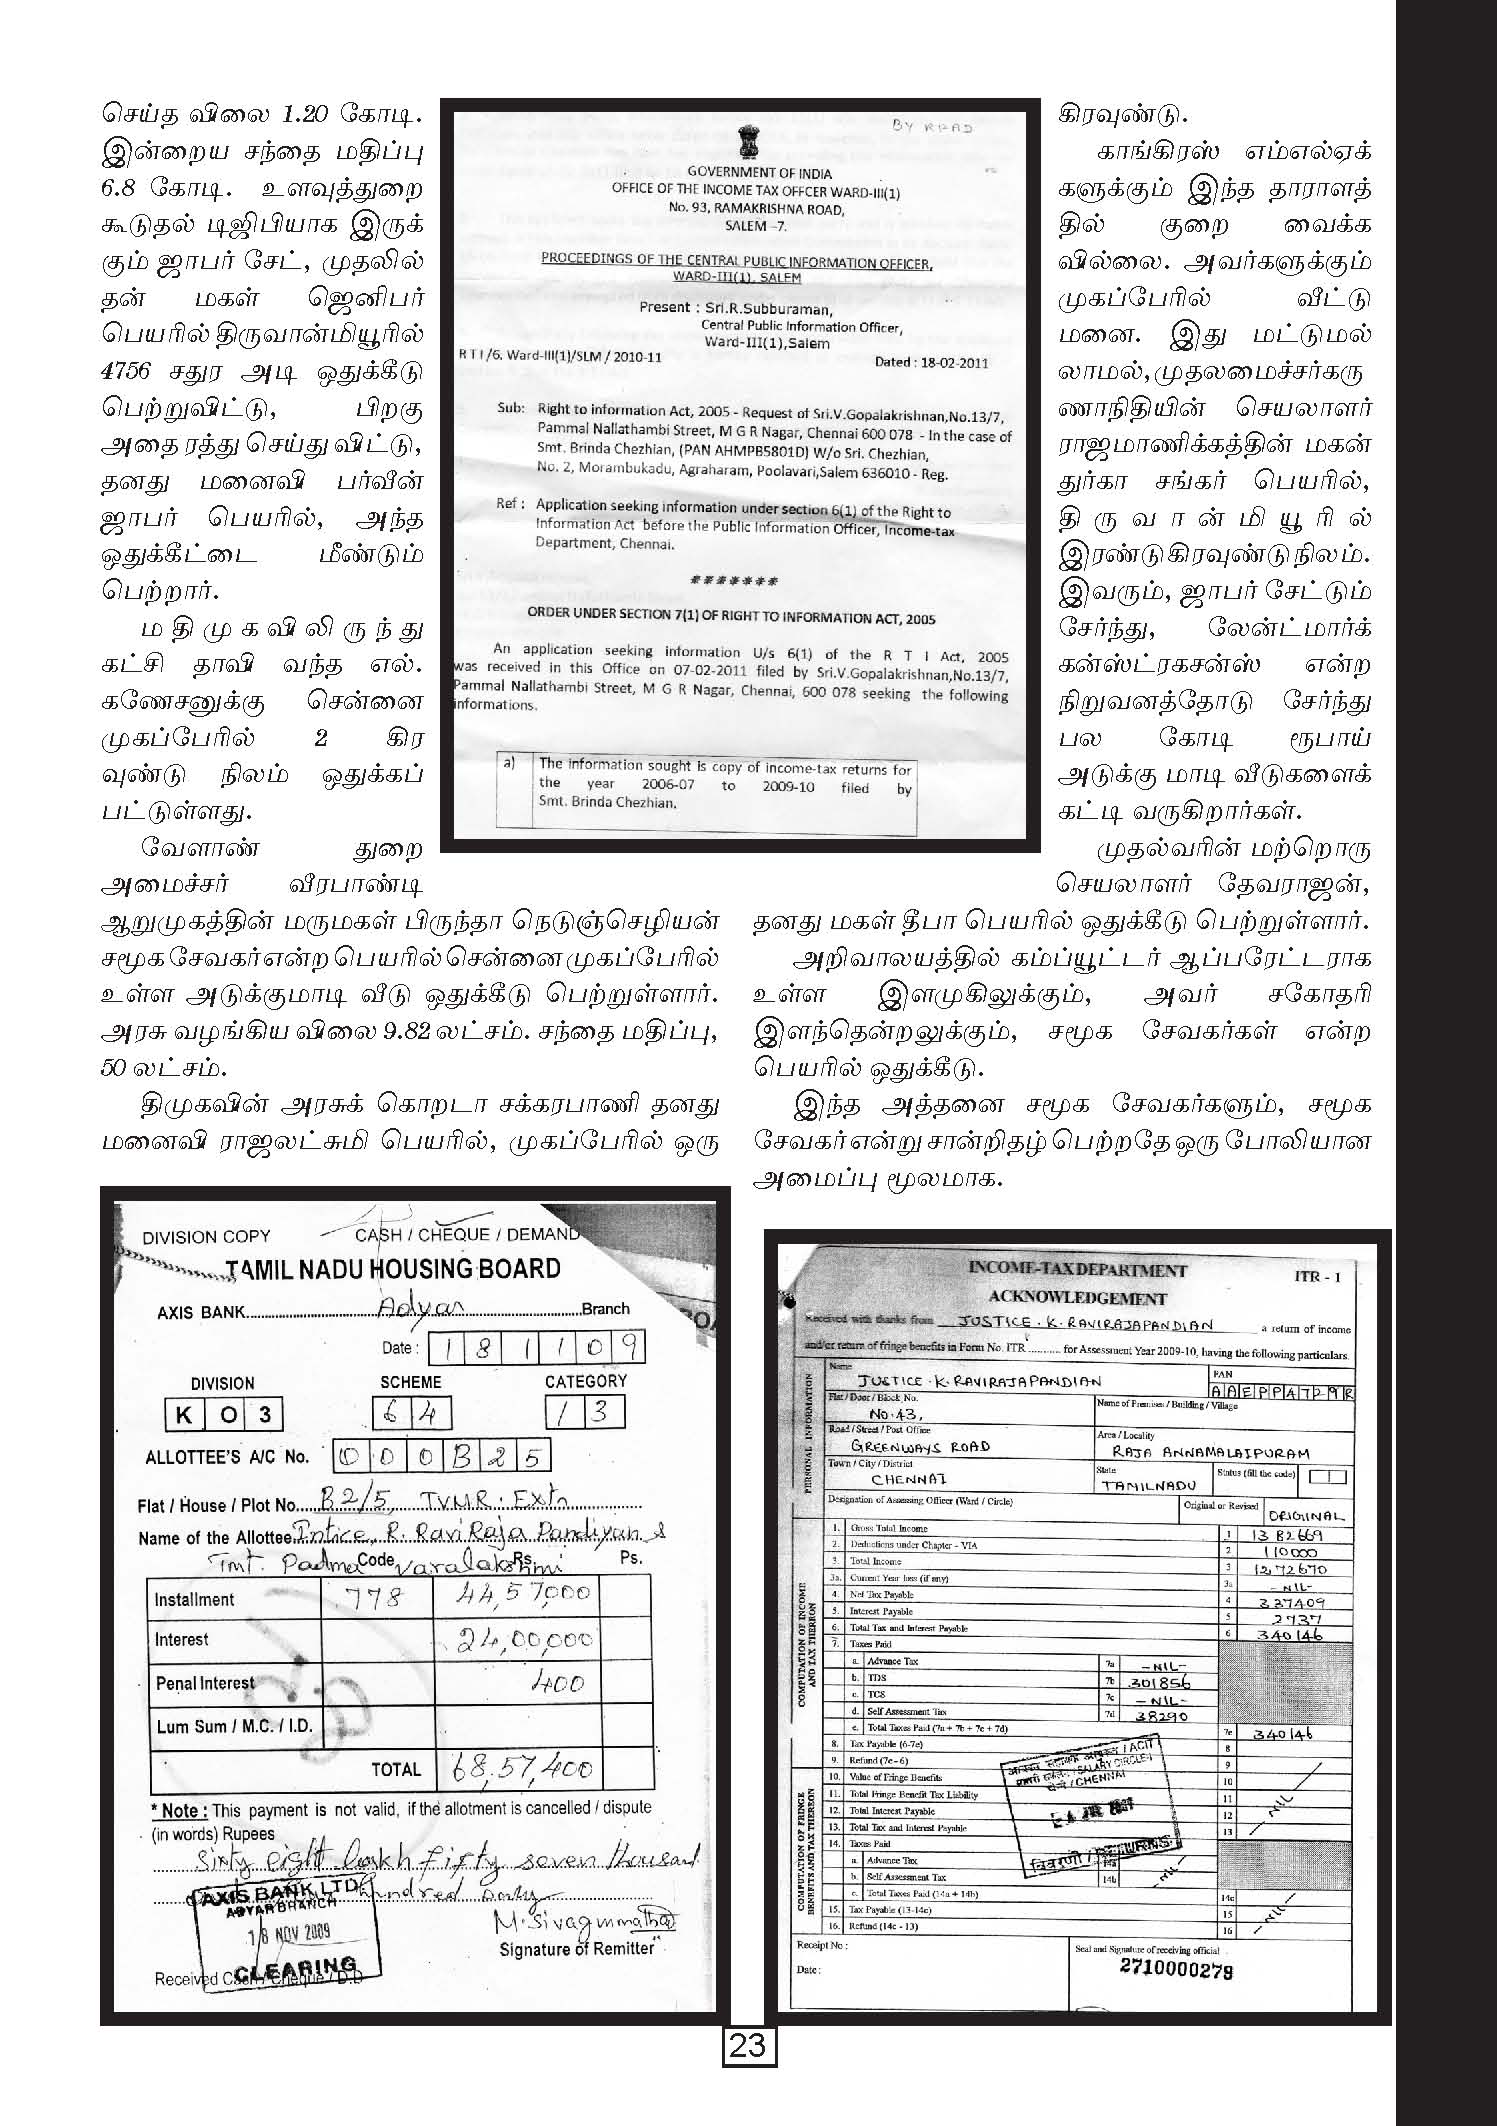 செய்த விலை 1.20 கோடி.
இன்றைய சந்தை மதிப்பு
6.8 கோடி. உளவுத்துறை
கூடுதல் டிஜிபியாக இருக்
கும் ஜாபர் சேட், முதலில்
தன் மகள் ஜெனிபர்
பெயரில் திருவான்மியூரில்
4756 சதுர அடி ஒதுக்கீடு
பெற்றுவிட்டு, பிறகு
அதை ரத்து செய்து விட்டு,
தனது மனைவி பர்வீன்
ஜாபர் பெயரில், அந்த
ஒதுக்கீட்டை மீண்டும்
பெற்றார்.
மதிமுகவிலிருந்து
கட்சி தாவி வந்த எல்.
கணேசனுக்கு சென்னை
முகப்பேரில் 2 கிர
வுண்டு நிலம் ஒதுக்கப்
பட்டுள்ளது.
வேளாண் துறை
அமைச்சர் வீரபாண்டி
ஆறுமுகத்தின் மருமகள் பிருந்தா நெடுஞ்செழியன்
சமூக சேவகர் என்ற பெயரில் சென்னை முகப்பேரில்
உள்ள அடுக்குமாடி வீடு ஒதுக்கீடு பெற்றுள்ளார்.
அரசு வழங்கிய விலை 9.82 லட்சம். சந்தை மதிப்பு,
50 லட்சம்.
திமுகவின் அரசுக் கொறடா சக்கரபாணி தனது
மனைவி ராஜலட்சுமி பெயரில், முகப்பேரில் ஒரு
கிரவுண்டு.
காங்கிரஸ் எம்எல்ஏக்
களுக்கும் இந்த தாராளத்
தில் குறை வைக்க
வில்லை. அவர்களுக்கும்
முகப்பேரில் வீட்டு
மனை. இது மட்டுமல்
லாமல், முதலமைச்சர்கரு
ணாநிதியின் செயலாளர்
ராஜமாணிக்கத்தின் மகன்
துர்கா சங்கர் பெயரில்,
திருவான்மியூரில்
இரண்டு கிரவுண்டு நிலம்.
இவரும், ஜாபர் சேட்டும்
சேர்ந்து, லேன்ட்மார்க்
கன்ஸ்ட்ரகசன்ஸ் என்ற
நிறுவனத்தோடு சேர்ந்து
பல கோடி ரூபாய்
அடுக்கு மாடி வீடுகளைக்
கட்டி வருகிறார்கள்.
முதல்வரின் மற்றொரு
செயலாளர் தேவராஜன்,
தனது மகள் தீபா பெயரில் ஒதுக்கீடு பெற்றுள்ளார்.
அறிவாலயத்தில் கம்ப்யூட்டர் ஆப்பரேட்டராக
உள்ள இளமுகிலுக்கும், அவர் சகோதரி
இளந்தென்றலுக்கும், சமூக சேவகர்கள் என்ற
பெயரில் ஒதுக்கீடு.
இந்த அத்தனை சமூக சேவகர்களும், சமூக
சேவகர் என்று சான்றிதழ் பெற்றதே ஒரு போலியான
அமைப்பு மூலமாக.
BY RPAD
GOVERNMENT OF INDIA
OFFICE OF THE INCOME TAX OFFCER WARD-III(1)
No. 93, RAMAKRISHNA ROAD,
SALEM –7.
PROCEEDINGS OF THE CENTRAL PUBLIC INFORMATION OFFICER,
WARD-III(1), SALEM
Present : Sri.R.Subburaman,
Central Public Information Officer,
Ward-III(1),Salem
R T I /6, Ward-III(1)/SLM / 2010-11 Dated : 18-02-2011
Sub: Right to information Act, 2005 - Request of Sri.V.Gopalakrishnan,No.13/7,
Pammal Nallathambi Street, M G R Nagar, Chennai 600 078 - In the case of
Smt. Brinda Chezhian, (PAN AHMPB5801D) W/o Sri. Chezhian,
No. 2, Morambukadu, Agraharam, Poolavari,Salem 636010 - Reg.
Ref : Application seeking information under section 6(1) of the Right to
Information Act before the Public Information Officer, Income-tax
Department, Chennai.
*******
ORDER UNDER SECTION 7(1) OF RIGHT TO INFORMATION ACT, 2005
An application seeking information U/s 6(1) of the R T I Act, 2005
was received in this Office on 07-02-2011 filed by Sri.V.Gopalakrishnan,No.13/7,
Pammal Nallathambi Street, M G R Nagar, Chennai, 600 078 seeking the following
informations.
a) The information sought is copy of income-tax returns for
the year 2006-07 to 2009-10 filed by
Smt. Brinda Chezhian.
DIVISION COPY CASH / CHEQUE / DEMAND
TAMIL NADU HOUSING BOARD
AXIS BANK Adyar Branch
Date : 18 11 09
DIVISION SCHEME CATEGORY
K 0 3 64 13
ALLOTTEE'S A/C No. 000B25
Flat / House / Plot No. B2/5, TVMR. Extn
Name of the Allottee R. Ravi Raja Pandiyan &
Tmt. Padma varalakshmi
Code Rs. Ps.
Installment 778 44,57,000
Interest 24,00,000
Penal Interest 400
Lum Sum / M.C. / I.D.
TOTAL 68,57,400
* Note : This payment is not valid, if the allotment is cancelled / dispute
(in words) Rupees
Sixty eight lakh fifty seven thousand
hundred only
AXIS BANK LTD
ADYAR BRANCH
18 NOV 2009
CLEARING
Signature of Remitter
Received Cash / Cheque / D.D
INCOME-TAX DEPARTMENT ITR - 1
ACKNOWLEDGEMENT
Received with thanks from JUSTICE. K. RAVIRAJAPANDIAN a return of income
and/or return of fringe benefits in Form No. ITR .......... for Assessment Year 2009-10, having the following particulars.
PERSONAL INFORMATION
Name
JUSTICE. K. RAVIRAJAPANDIAN
PAN
Flat / Door / Block No.
No. 43,
Name of Premises / Building / Village
Road / Street / Post Office
GREENWAYS ROAD
Area / Locality
RAJA ANNAMALAIPURAM
Town / City / District
CHENNAI
State
TAMILNADU
Status (fill the code)
Designation of Assessing Officer (Ward / Circle)
Original or Revised ORIGINAL
COMPUTATION OF INCOME AND TAX THEREON
1. Gross Total Income 1 1382669
2. Deductions under Chapter - VIA 2 110000
3. Total Income 3 1272670
3a. Current Year loss (if any) 3a -NIL-
4. Net Tax Payable 4 337409
5. Interest Payable 5 2737
6. Total Tax and Interest Payable 6 340146
7. Taxes Paid
a. Advance Tax 7a -NIL-
b. TDS 7b 301856
c. TCS 7c -NIL-
d. Self Assessment Tax 7d 38290
e. Total Taxes Paid (7a + 7b + 7c + 7d) 7e 340146
8. Tax Payable (6-7e) 8
9. Refund (7e-6) 9
COMPUTATION OF FRINGE BENEFITS AND TAX THEREON
10. Value of Fringe Benefits 10
11. Total Fringe Benefit Tax Liability 11
12. Total Interest Payable 12 NIL
13. Total Tax and Interest Payable 13
14. Taxes Paid
a. Advance Tax 14a
b. Self Assessment Tax 14b NIL
c. Total Taxes Paid (14a + 14b) 14c
15. Tax Payable (13-14c) 15 NIL
16. Refund (14c - 13) 16
Receipt No :
Date :
Seal and Signature of receiving official
2710000279
23